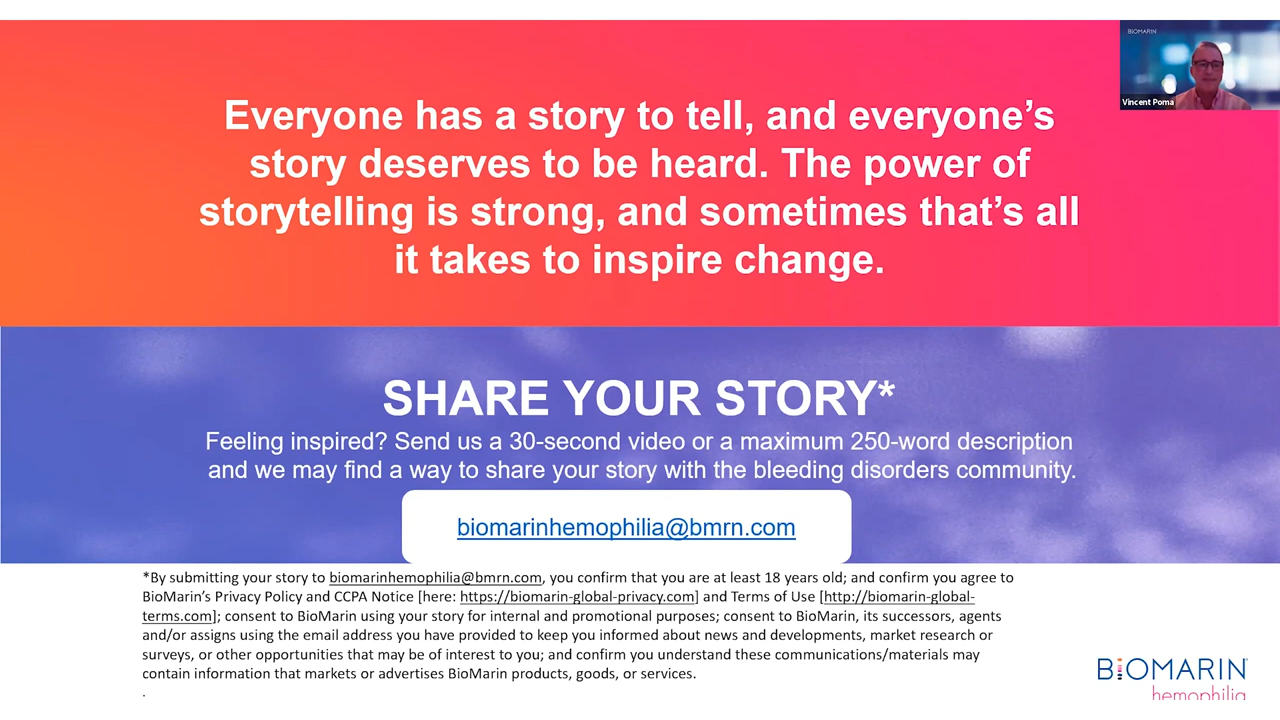 BIOMARIN
Vincent Poma
Everyone has a story to tell, and everyone’s
story deserves to be heard. The power of
storytelling is strong, and sometimes that’s all
it takes to inspire change.
SHARE YOUR STORY*
Feeling inspired? Send us a 30-second video or a maximum 250-word description
and we may find a way to share your story with the bleeding disorders community.
biomarinhemophilia@bmrn.com
*By submitting your story to biomarinhemophilia@bmrn.com, you confirm that you are at least 18 years old; and confirm you agree to
BioMarin’s Privacy Policy and CCPA Notice [here: https://biomarin-global-privacy.com] and Terms of Use [http://biomarin-global-
terms.com]; consent to BioMarin using your story for internal and promotional purposes; consent to BioMarin, its successors, agents
and/or assigns using the email address you have provided to keep you informed about news and developments, market research or
surveys, or other opportunities that may be of interest to you; and confirm you understand these communications/materials may
contain information that markets or advertises BioMarin products, goods, or services.
.
BIOMARIN
hemophilia